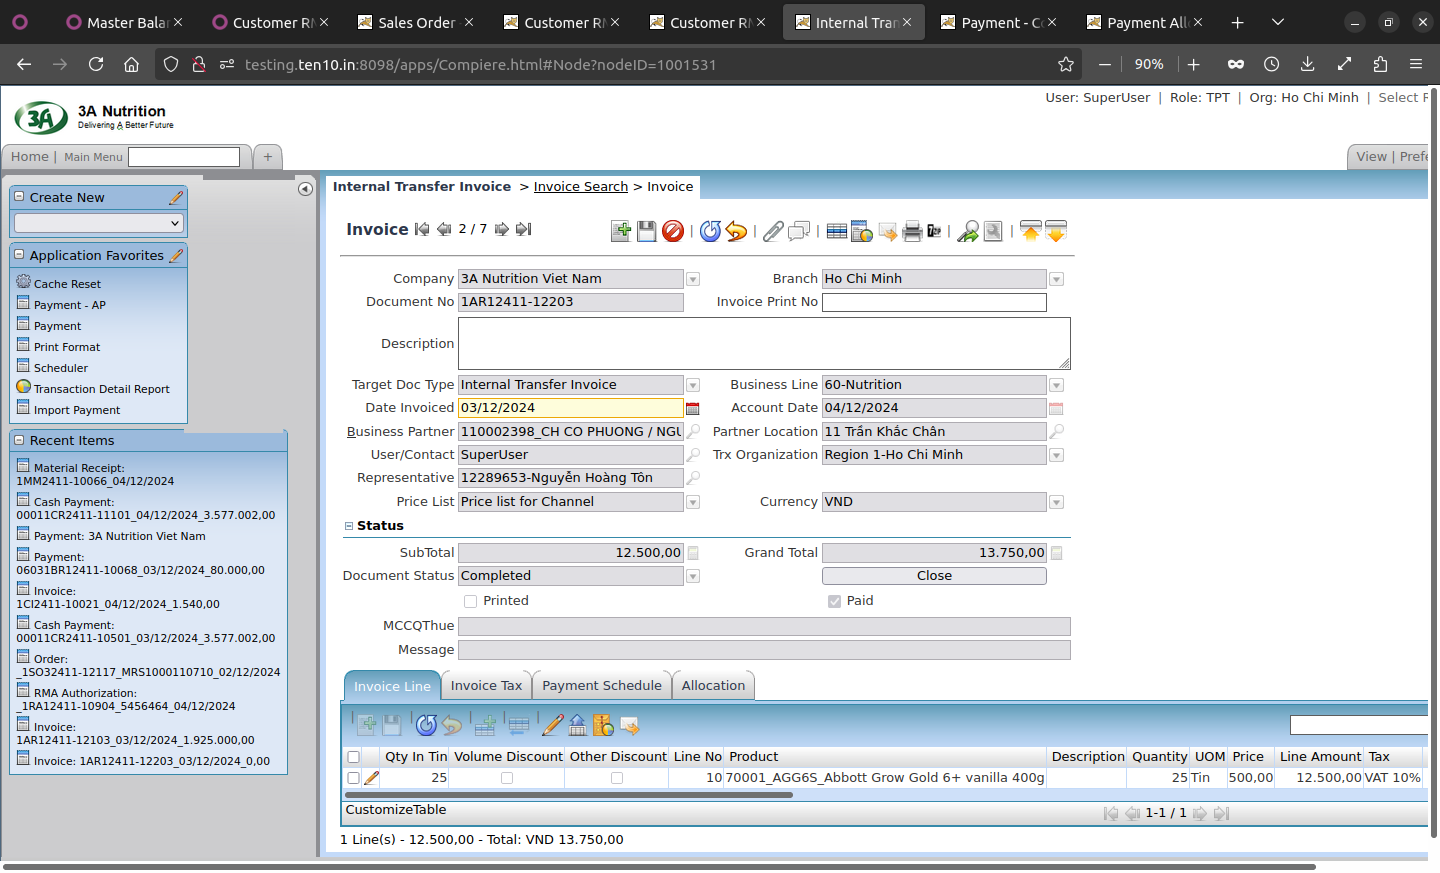 Master Bala
Customer RM
Sales Order -
Customer RM
Customer RM
Internal Tran
Payment - Co
Payment Allo
testing.ten10.in:8098/apps/Compiere.html#Node?nodeID=1001531
90%
User: SuperUser | Role: TPT | Org: Ho Chi Minh | Select R
3A
3A Nutrition
Delivering A Better Future
Home | Main Menu
+
View | Prefe
Create New
Application Favorites
Cache Reset
Payment - AP
Payment
Print Format
Scheduler
Transaction Detail Report
Import Payment
Recent Items
Material Receipt:
1MM2411-10066_04/12/2024
Cash Payment:
00011CR2411-11101_04/12/2024_3.577.002,00
Payment: 3A Nutrition Viet Nam
Payment:
06031BR12411-10068_03/12/2024_80.000,00
Invoice:
1CI2411-10021_04/12/2024_1.540,00
Cash Payment:
00011CR2411-10501_03/12/2024_3.577.002,00
Order:
_1SO32411-12117_MRS1000110710_02/12/2024
RMA Authorization:
_1RA12411-10904_5456464_04/12/2024
Invoice:
1AR12411-12103_03/12/2024_1.925.000,00
Invoice: 1AR12411-12203_03/12/2024_0,00
Internal Transfer Invoice > Invoice Search > Invoice
Invoice 2 / 7
Company 3A Nutrition Viet Nam Branch Ho Chi Minh
Document No 1AR12411-12203 Invoice Print No
Description
Target Doc Type Internal Transfer Invoice Business Line 60-Nutrition
Date Invoiced 03/12/2024 Account Date 04/12/2024
Business Partner 110002398_CH CO PHUONG / NGU Partner Location 11 Trần Khắc Chân
User/Contact SuperUser Trx Organization Region 1-Ho Chi Minh
Representative 12289653-Nguyễn Hoàng Tôn
Price List Price list for Channel Currency VND
Status
SubTotal 12.500,00 Grand Total 13.750,00
Document Status Completed Close
Printed Paid
MCCQThue
Message
Invoice Line Invoice Tax Payment Schedule Allocation
Qty In Tin Volume Discount Other Discount Line No Product Description Quantity UOM Price Line Amount Tax
25 10 70001_AGG6S_Abbott Grow Gold 6+ vanilla 400g 25 Tin 500,00 12.500,00 VAT 10%
CustomizeTable 1-1 / 1
1 Line(s) - 12.500,00 - Total: VND 13.750,00